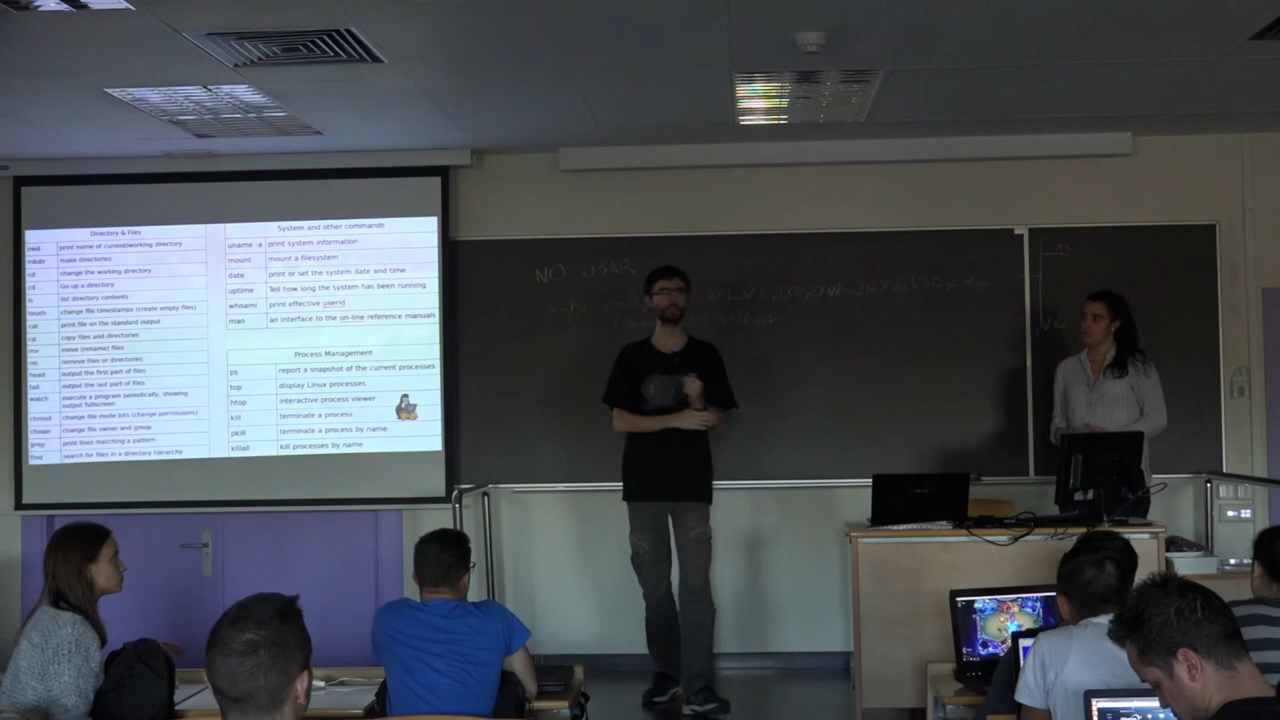 Directory & Files
pwd print name of current/working directory
mkdir make directories
cd change the working directory
cd .. Go up a directory
ls list directory contents
touch change file timestamps (create empty files)
cat print file on the standard output
cp copy files and directories
mv move (rename) files
rm remove files or directories
head output the first part of files
tail output the last part of files
watch execute a program periodically, showing
output fullscreen
chmod change file mode bits (change permissions)
chown change file owner and group
grep print lines matching a pattern
find search for files in a directory hierarchy
System and other commands
uname -a print system information
mount mount a filesystem
date print or set the system date and time
uptime Tell how long the system has been running
whoami print effective userid
man an interface to the on-line reference manuals
Process Management
ps report a snapshot of the current processes
top display Linux processes
htop interactive process viewer
kill terminate a process
pkill terminate a process by name
killall kill processes by name
NO USAR